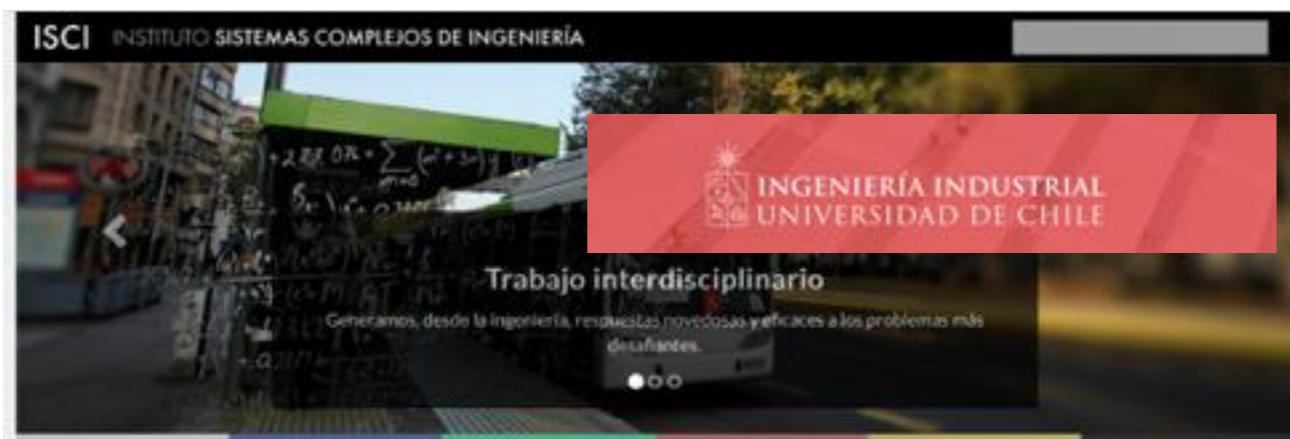 ISCI INSTITUTO SISTEMAS COMPLEJOS DE INGENIERÍA
INGENIERÍA INDUSTRIAL
UNIVERSIDAD DE CHILE
Trabajo interdisciplinario
Generamos, desde la ingeniería, respuestas novedosas y eficaces a los problemas más
desafiantes.